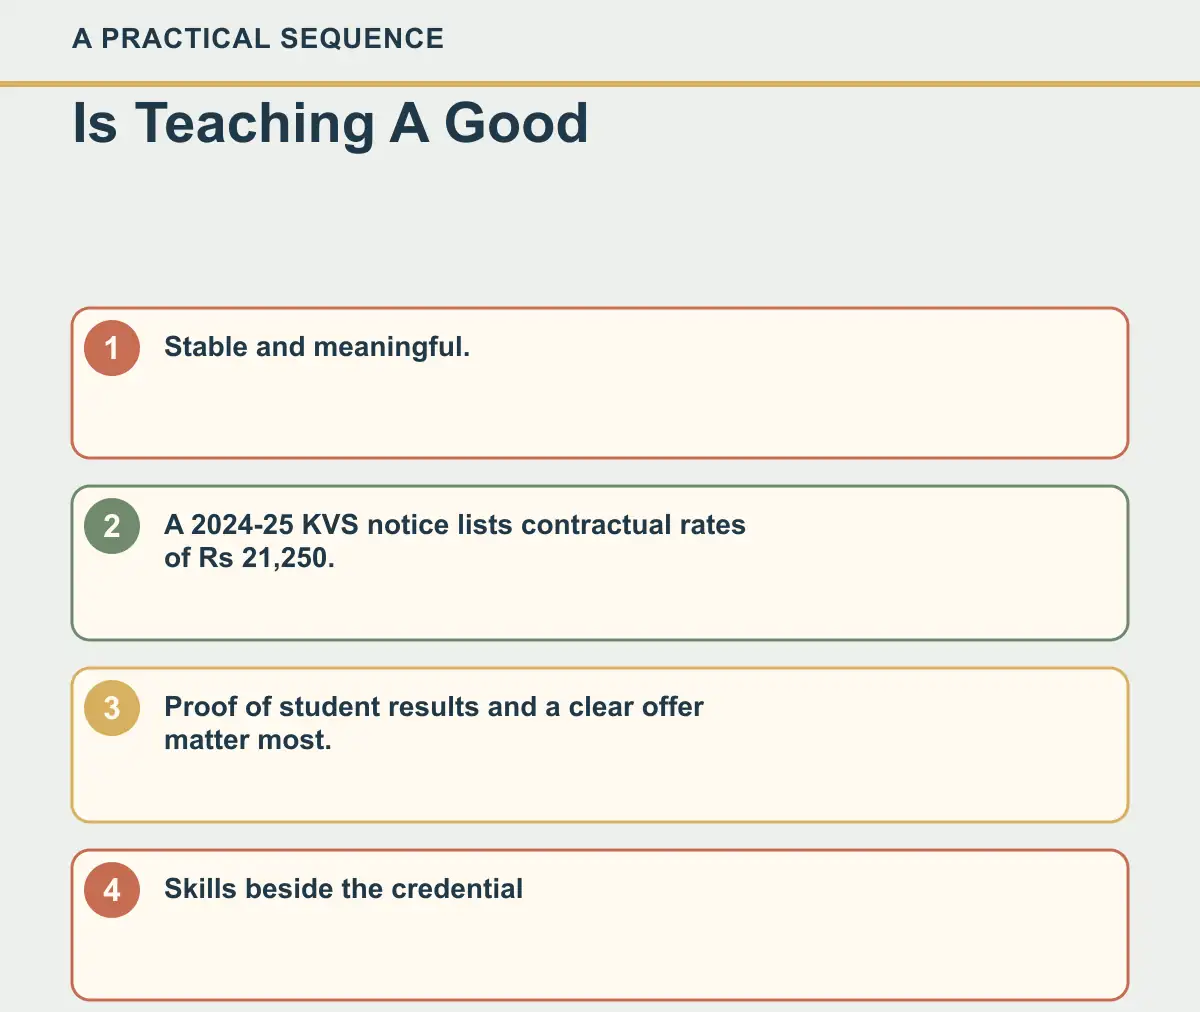 A PRACTICAL SEQUENCE
Is Teaching A Good
1
Stable and meaningful.
2
A 2024-25 KVS notice lists contractual rates
of Rs 21,250.
3
Proof of student results and a clear offer
matter most.
4
Skills beside the credential